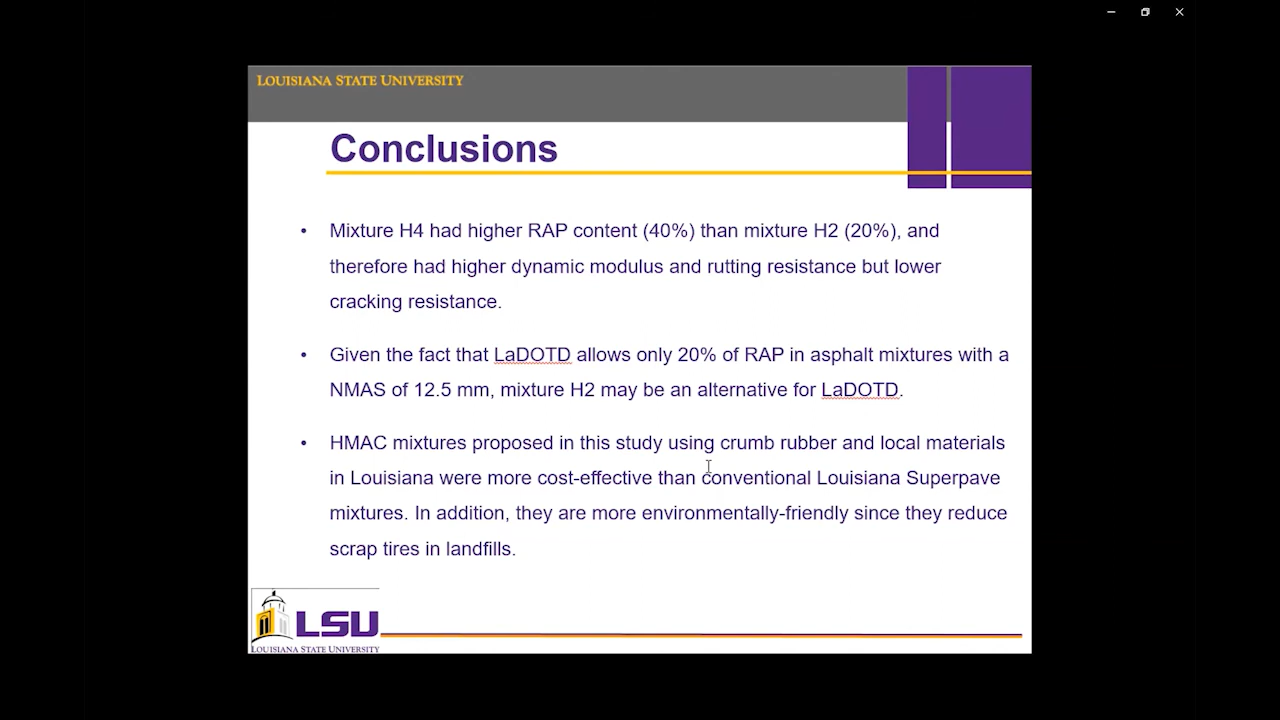 LOUISIANA STATE UNIVERSITY
Conclusions
• Mixture H4 had higher RAP content (40%) than mixture H2 (20%), and
therefore had higher dynamic modulus and rutting resistance but lower
cracking resistance.
• Given the fact that LaDOTD allows only 20% of RAP in asphalt mixtures with a
NMAS of 12.5 mm, mixture H2 may be an alternative for LaDOTD.
• HMAC mixtures proposed in this study using crumb rubber and local materials
in Louisiana were more cost-effective than conventional Louisiana Superpave
mixtures. In addition, they are more environmentally-friendly since they reduce
scrap tires in landfills.
LSU
LOUISIANA STATE UNIVERSITY